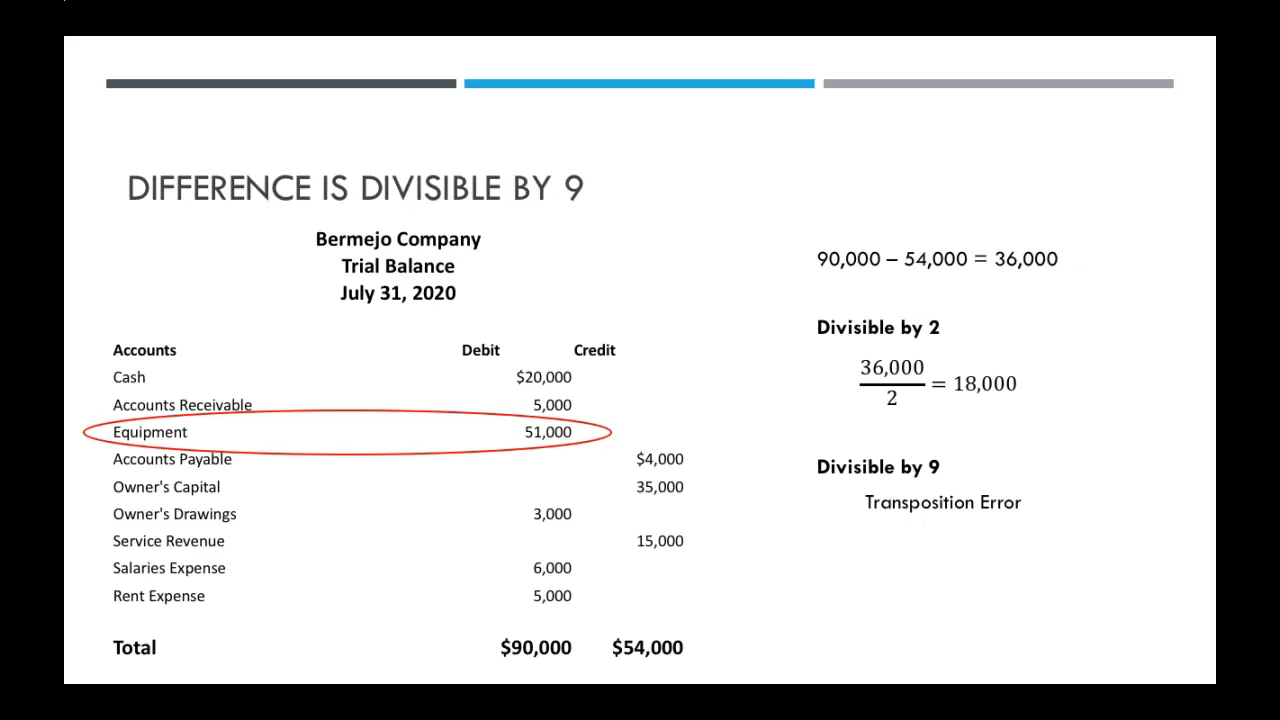 DIFFERENCE IS DIVISIBLE BY 9
Bermejo Company
Trial Balance
July 31, 2020
Accounts Debit Credit
Cash $20,000
Accounts Receivable 5,000
Equipment 51,000
Accounts Payable $4,000
Owner's Capital 35,000
Owner's Drawings 3,000
Service Revenue 15,000
Salaries Expense 6,000
Rent Expense 5,000
Total $90,000 $54,000
90,000 – 54,000 = 36,000
Divisible by 2
36,000
2
= 18,000
Divisible by 9
Transposition Error